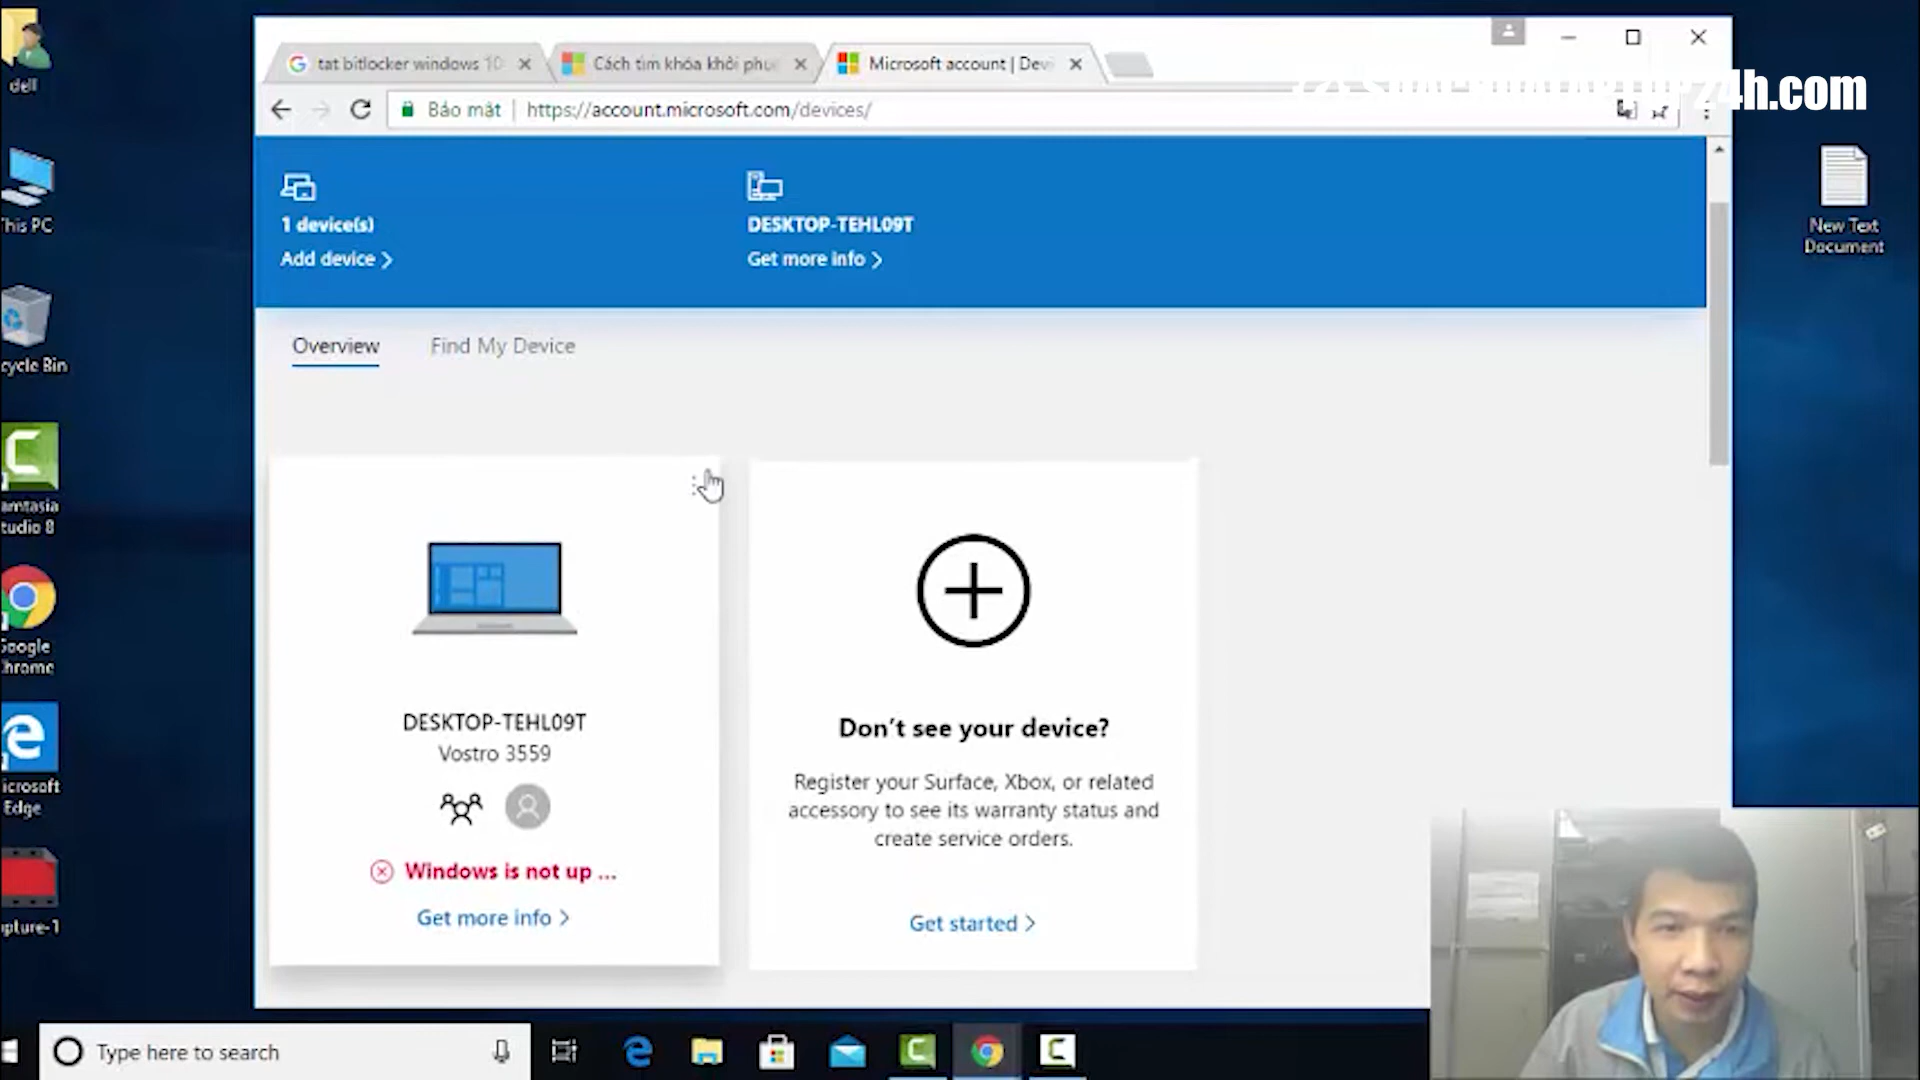 dell
This PC
cycle Bin
amtasia
tudio 8
Google
Chrome
icrosoft
Edge
pture-1
tat bitlocker windows 10
Cách tìm khóa khôi phụ
Microsoft account | Devi
Bảo mật
https://account.microsoft.com/devices/
24h.com
New Text
Document
1 device(s)
Add device
DESKTOP-TEHL09T
Get more info
Overview
Find My Device
DESKTOP-TEHL09T
Vostro 3559
Windows is not up ...
Get more info
Don't see your device?
Register your Surface, Xbox, or related
accessory to see its warranty status and
create service orders.
Get started
Type here to search